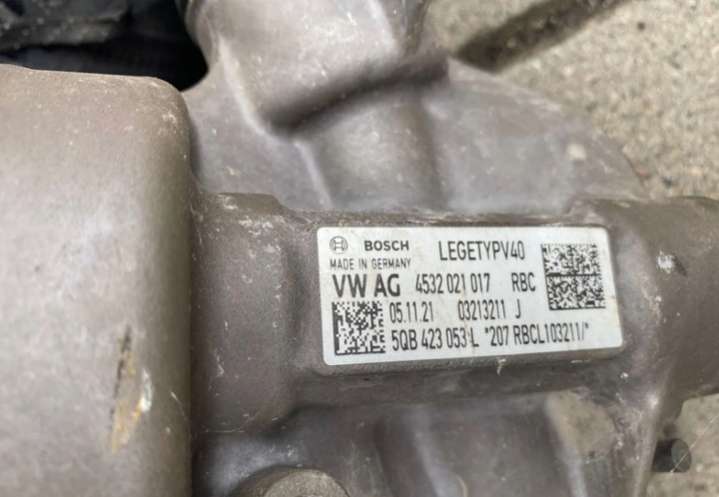 BOSCH LEGETYPV40
MADE IN GERMANY
VW AG 4532 021 017 RBC
05.11.21 03213211 J
5QB 423 053 L *207 RBCL103211/*